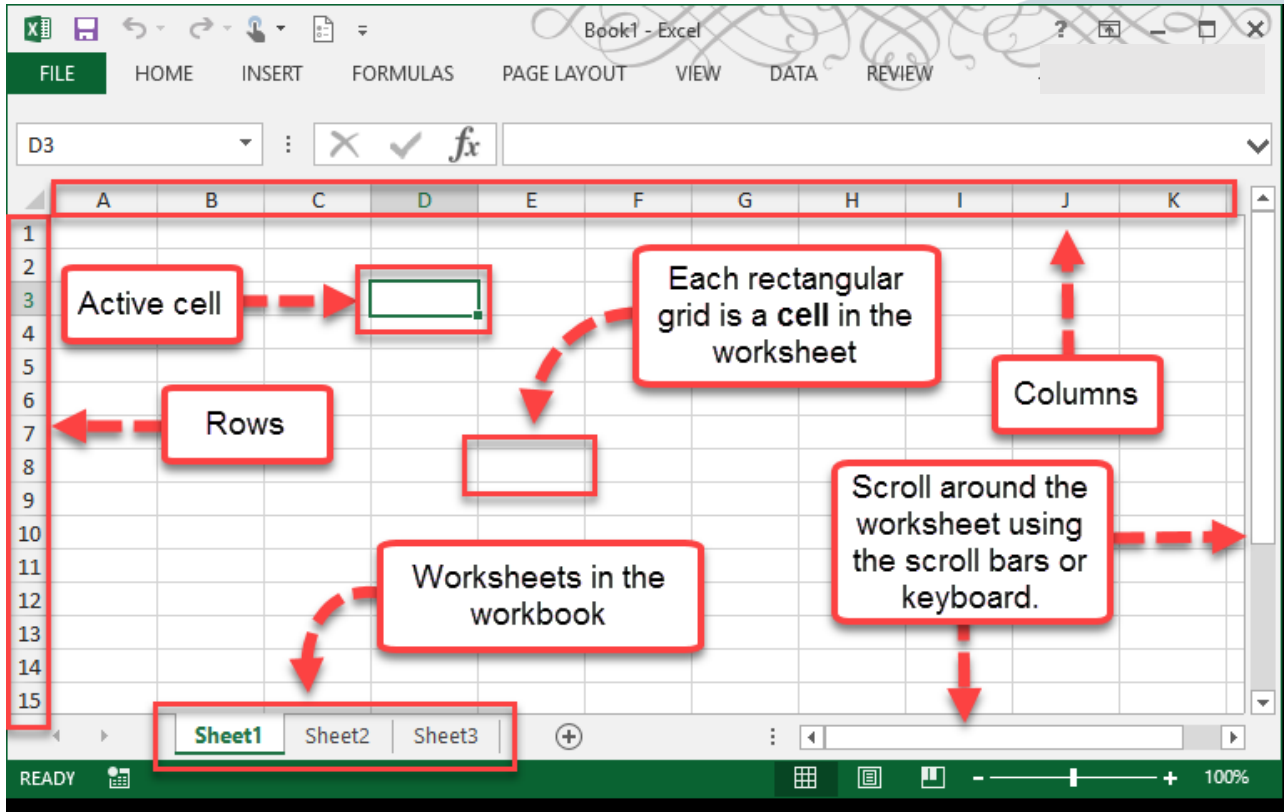 Book1 - Excel
?
FILE HOME INSERT FORMULAS PAGE LAYOUT VIEW DATA REVIEW
D3
fx
A B C D E F G H I J K
1
2
3
4
5
6
7
8
9
10
11
12
13
14
15
Active cell
Each rectangular
grid is a cell in the
worksheet
Columns
Rows
Scroll around the
worksheet using
the scroll bars or
keyboard.
Worksheets in the
workbook
Sheet1 Sheet2 Sheet3
READY
100%